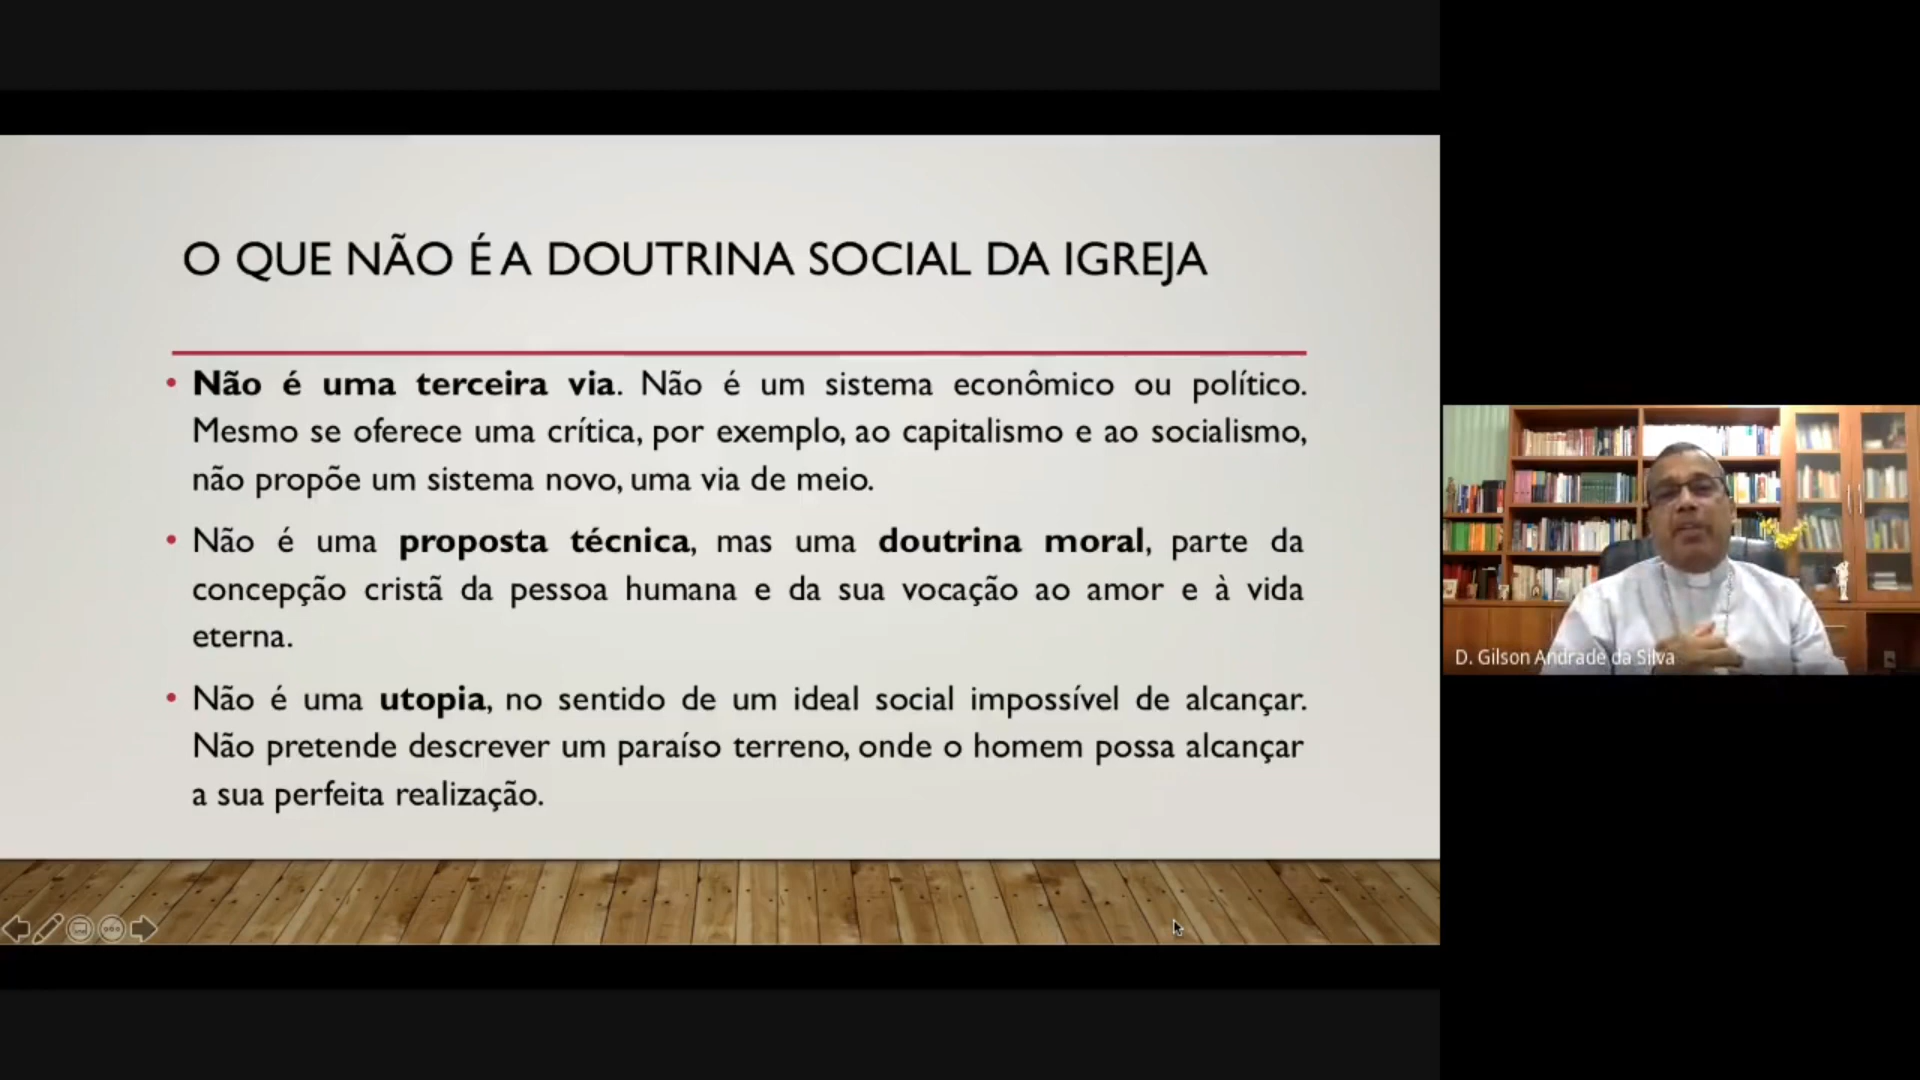 O QUE NÃO É A DOUTRINA SOCIAL DA IGREJA
• Não é uma terceira via. Não é um sistema econômico ou político.
Mesmo se oferece uma crítica, por exemplo, ao capitalismo e ao socialismo,
não propõe um sistema novo, uma via de meio.
• Não é uma proposta técnica, mas uma doutrina moral, parte da
concepção cristã da pessoa humana e da sua vocação ao amor e à vida
eterna.
• Não é uma utopia, no sentido de um ideal social impossível de alcançar.
Não pretende descrever um paraíso terreno, onde o homem possa alcançar
a sua perfeita realização.
D. Gilson Andrade da Silva